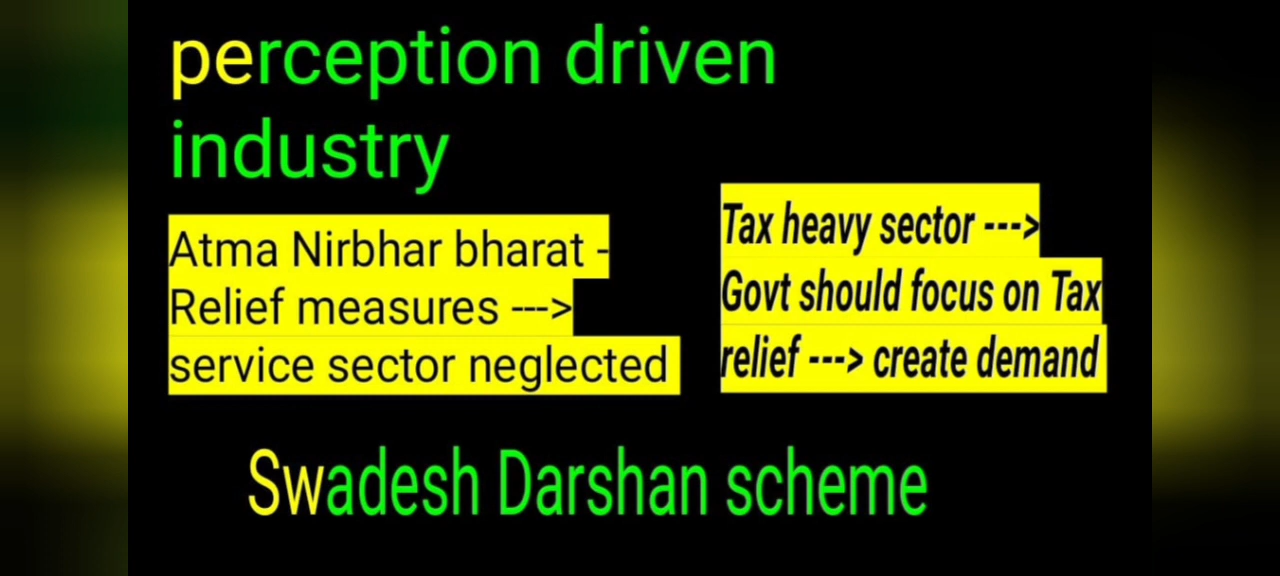 perception driven
industry
Atma Nirbhar bharat -
Relief measures --->
service sector neglected
Tax heavy sector --->
Govt should focus on Tax
relief ---> create demand
Swadesh Darshan scheme